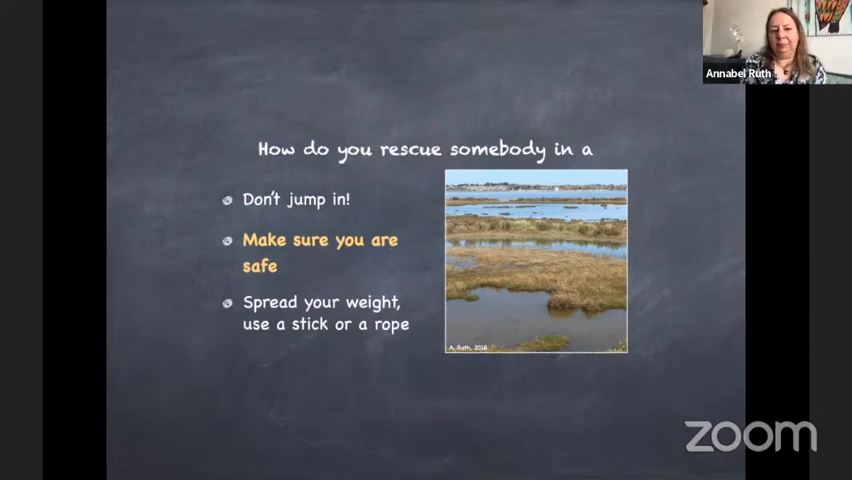 Annabel Ruth
How do you rescue somebody in a
Don't jump in!
Make sure you are
safe
Spread your weight,
use a stick or a rope
A. Ruth, 2018
zoom